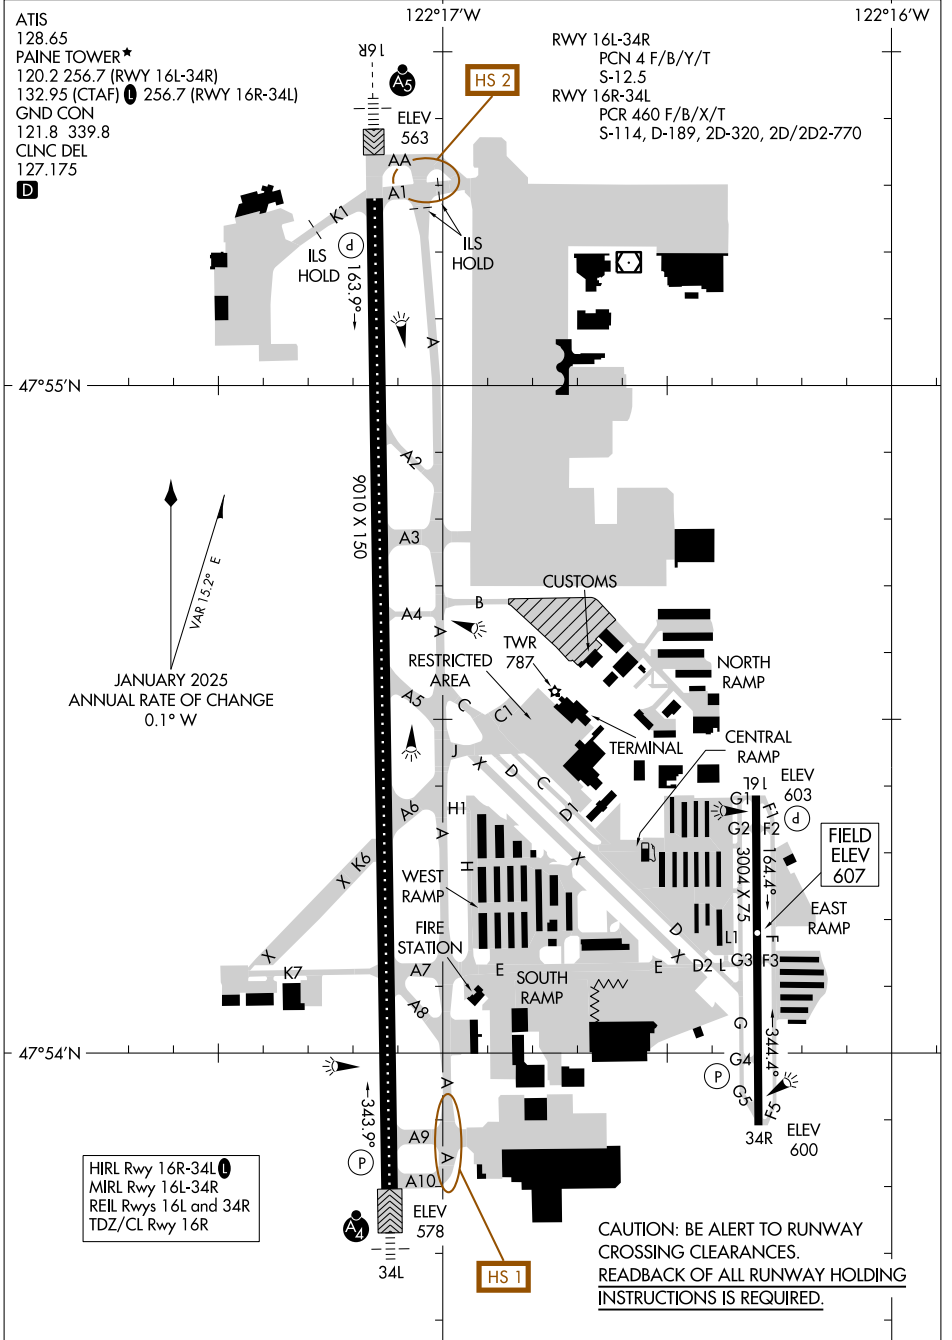 122°17'W
122°16'W
ATIS
128.65
PAINE TOWER★
120.2 256.7 (RWY 16L-34R)
132.95 (CTAF) L 256.7 (RWY 16R-34L)
GND CON
121.8 339.8
CLNC DEL
127.175
D
RWY 16L-34R
PCN 4 F/B/Y/T
S-12.5
RWY 16R-34L
PCR 460 F/B/X/T
S-114, D-189, 2D-320, 2D/2D2-770
16R
A5
HS 2
ELEV
563
AA
A1
K1
ILS
HOLD
ILS
HOLD
P
163.9°
A
47°55'N
A2
9010 X 150
A3
VAR 15.2° E
JANUARY 2025
ANNUAL RATE OF CHANGE
0.1° W
CUSTOMS
B
A4
A
TWR
787
RESTRICTED
AREA
NORTH
RAMP
A5
C
C1
TERMINAL
CENTRAL
RAMP
J
X
D
C
D1
16L
ELEV
603
G1
F1
P
A6
H1
A
G2
F2
X
3004 X 75
164.4°
FIELD
ELEV
607
H
K6
X
WEST
RAMP
EAST
RAMP
FIRE
STATION
D
L1
F
X
X
A7
E
E
D2
L
G3
F3
K7
SOUTH
RAMP
A8
G
344.4°
47°54'N
G4
A
P
G5
F5
343.9°
A9
A
34R
ELEV
600
P
A10
HIRL Rwy 16R-34L L
MIRL Rwy 16L-34R
REIL Rwys 16L and 34R
TDZ/CL Rwy 16R
A4
ELEV
578
34L
HS 1
CAUTION: BE ALERT TO RUNWAY
CROSSING CLEARANCES.
READBACK OF ALL RUNWAY HOLDING
INSTRUCTIONS IS REQUIRED.